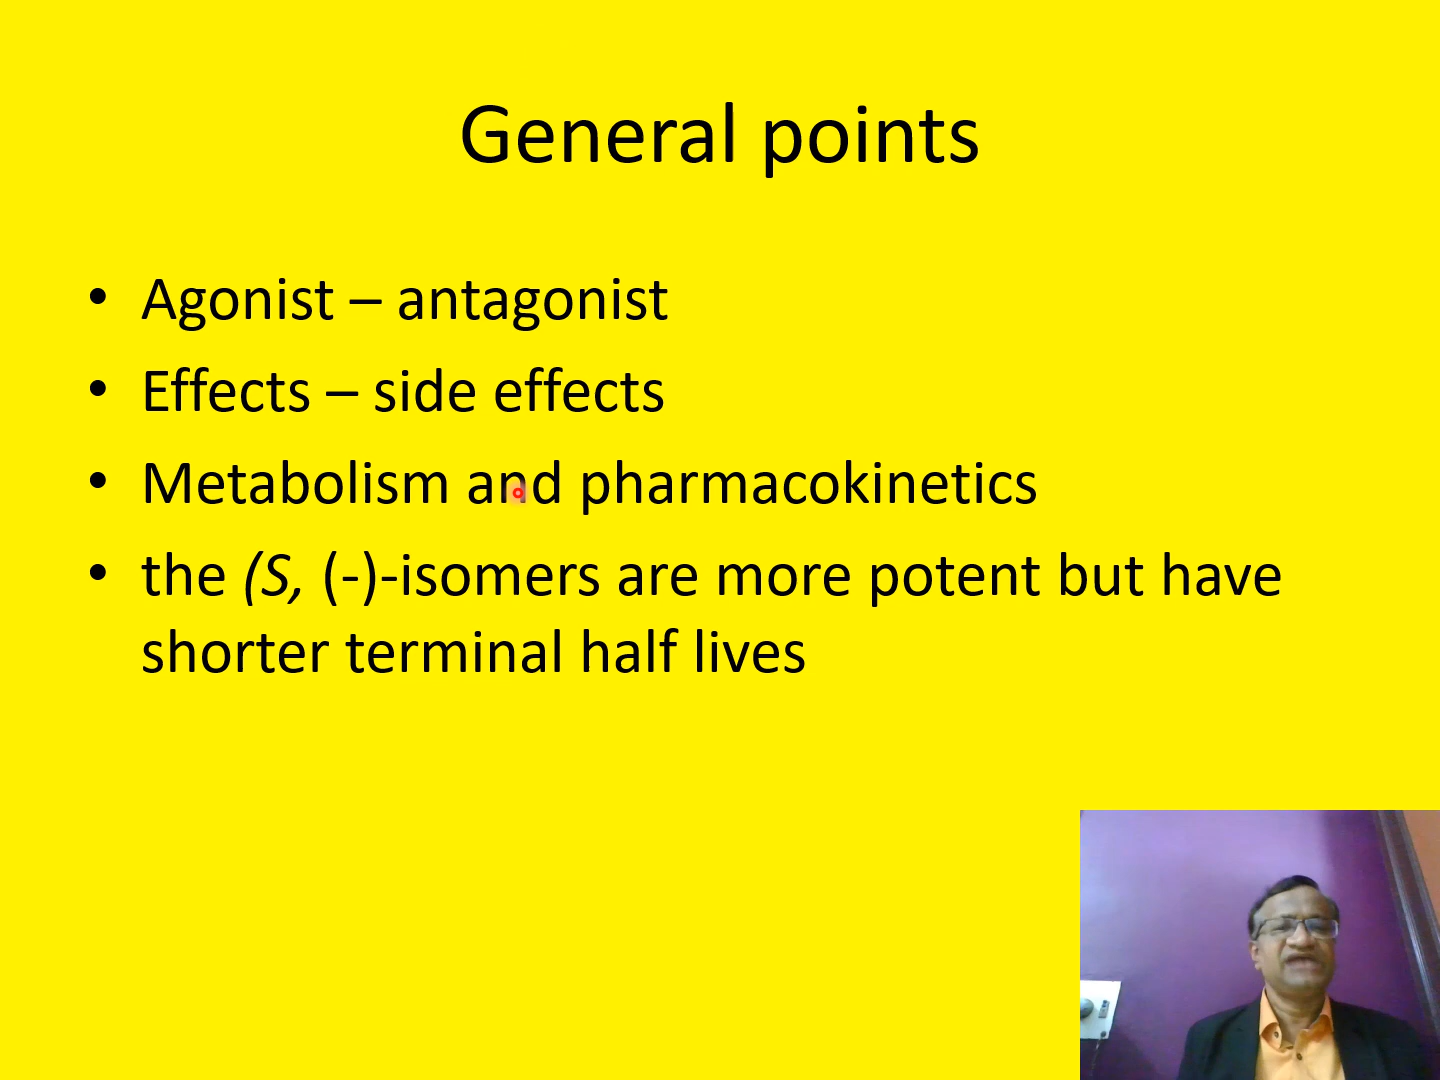 General points
• Agonist – antagonist
• Effects – side effects
• Metabolism and pharmacokinetics
• the (S, (-)-isomers are more potent but have
shorter terminal half lives